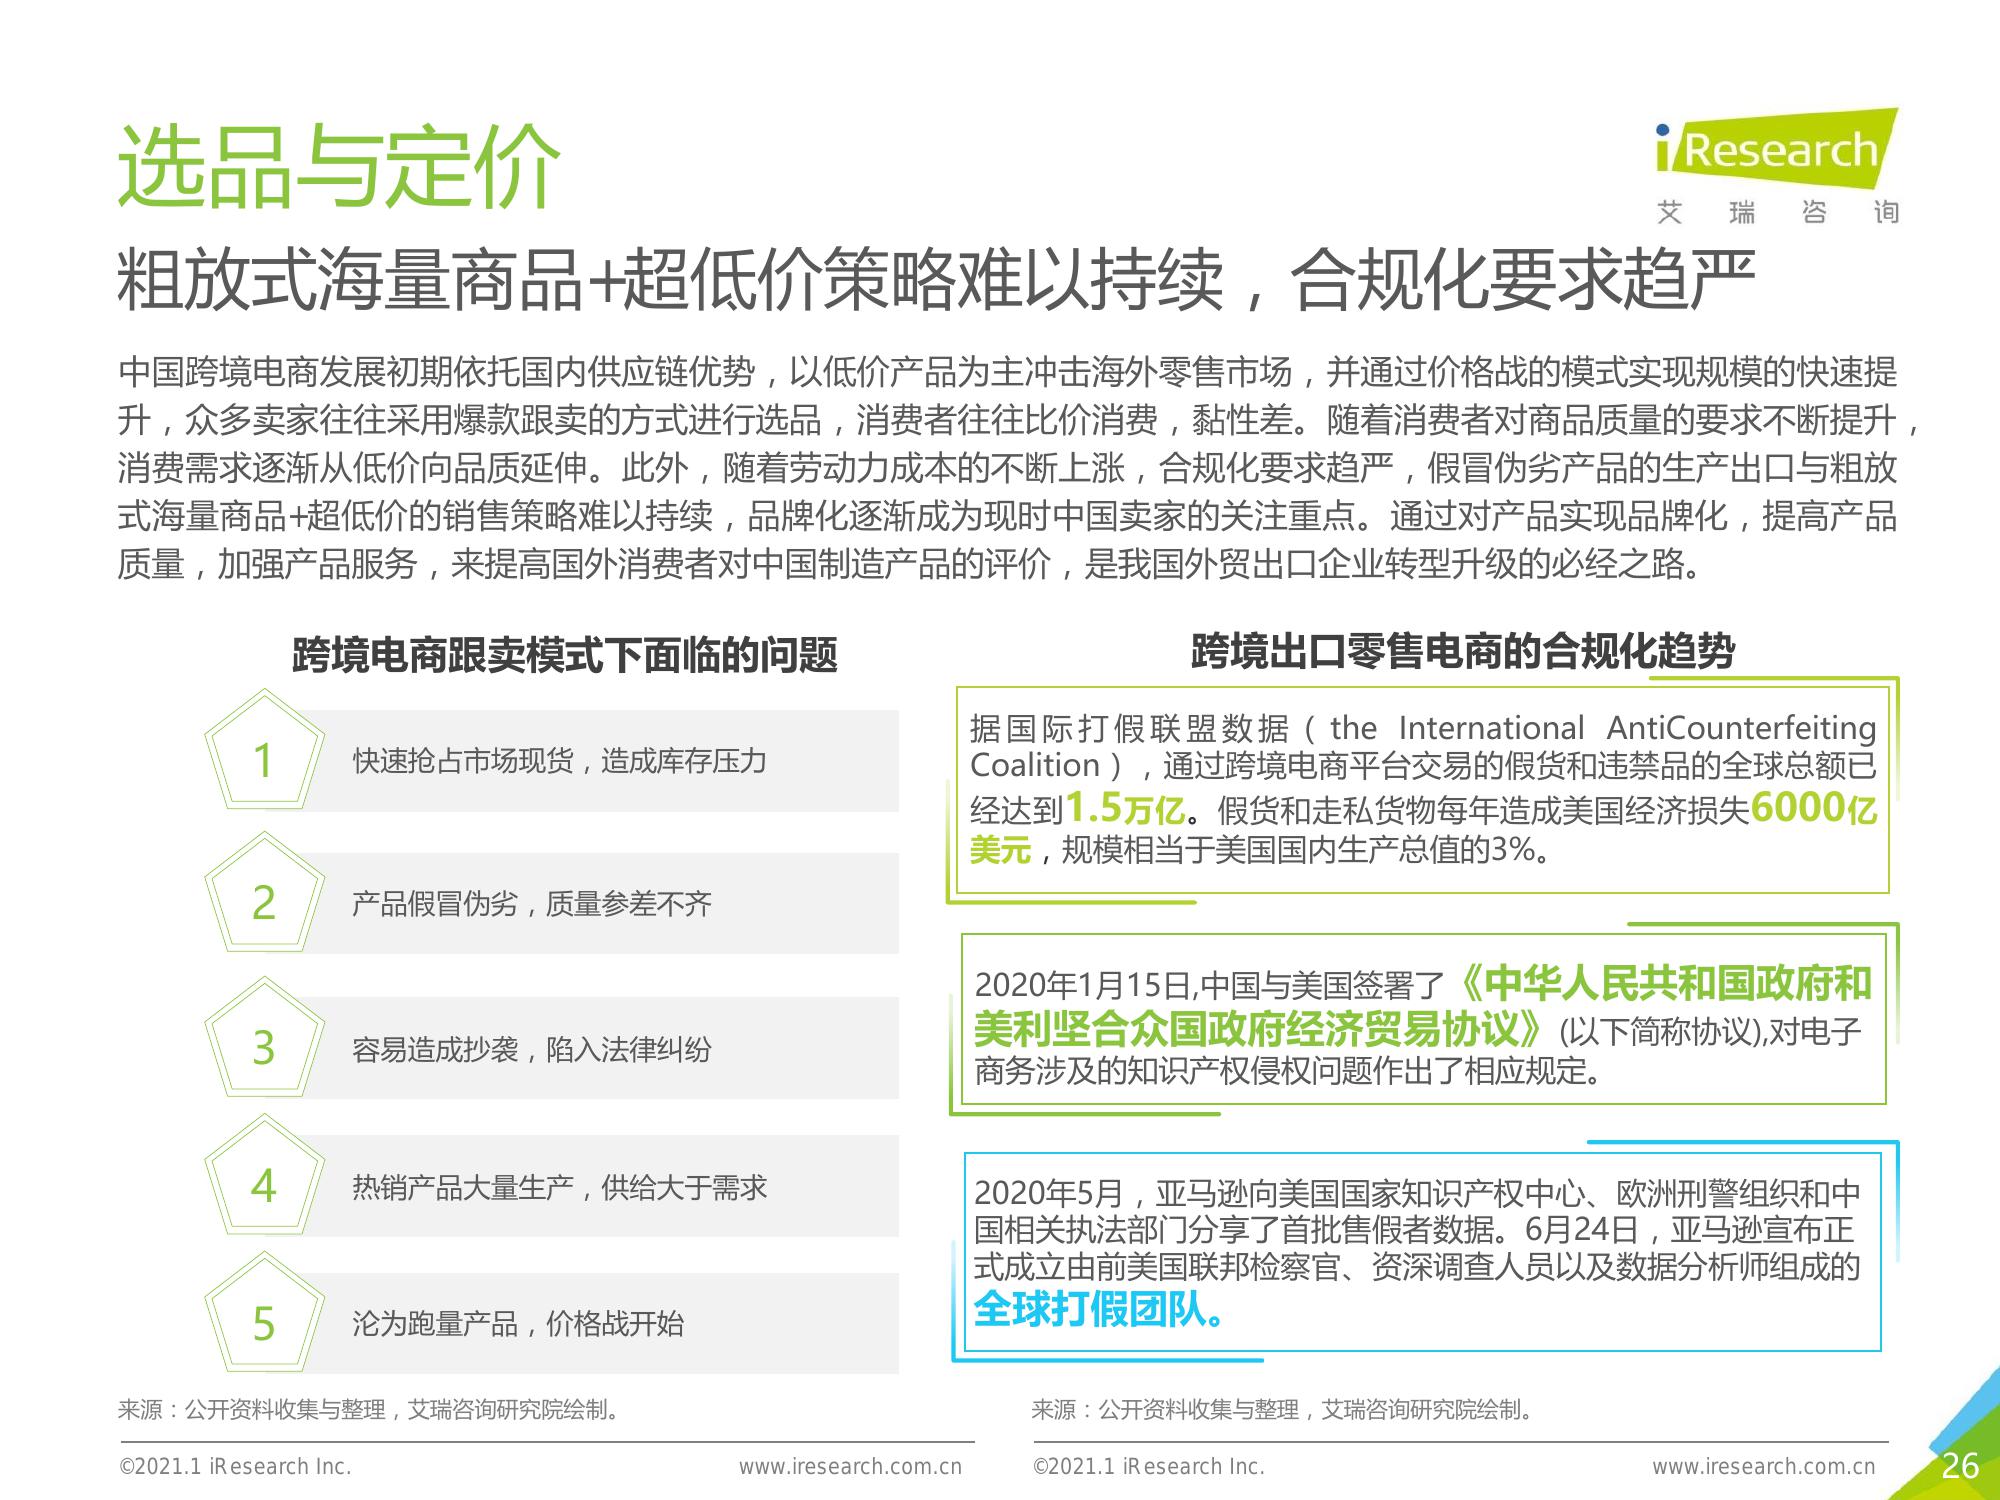 选品与定价
iResearch
艾瑞咨询
粗放式海量商品+超低价策略难以持续，合规化要求趋严
中国跨境电商发展初期依托国内供应链优势，以低价产品为主冲击海外零售市场，并通过价格战的模式实现规模的快速提
升，众多卖家往往采用爆款跟卖的方式进行选品，消费者往往比价消费，黏性差。随着消费者对商品质量的要求不断提升，
消费需求逐渐从低价向品质延伸。此外，随着劳动力成本的不断上涨，合规化要求趋严，假冒伪劣产品的生产出口与粗放
式海量商品+超低价的销售策略难以持续，品牌化逐渐成为现时中国卖家的关注重点。通过对产品实现品牌化，提高产品
质量，加强产品服务，来提高国外消费者对中国制造产品的评价，是我国外贸出口企业转型升级的必经之路。
跨境电商跟卖模式下面临的问题
1
快速抢占市场现货，造成库存压力
2
产品假冒伪劣，质量参差不齐
3
容易造成抄袭，陷入法律纠纷
4
热销产品大量生产，供给大于需求
5
沦为跑量产品，价格战开始
跨境出口零售电商的合规化趋势
据国际打假联盟数据（the International AntiCounterfeiting
Coalition），通过跨境电商平台交易的假货和违禁品的全球总额已
经达到1.5万亿。假货和走私货物每年造成美国经济损失6000亿
美元，规模相当于美国国内生产总值的3%。
2020年1月15日,中国与美国签署了《中华人民共和国政府和
美利坚合众国政府经济贸易协议》(以下简称协议),对电子
商务涉及的知识产权侵权问题作出了相应规定。
2020年5月，亚马逊向美国国家知识产权中心、欧洲刑警组织和中
国相关执法部门分享了首批售假者数据。6月24日，亚马逊宣布正
式成立由前美国联邦检察官、资深调查人员以及数据分析师组成的
全球打假团队。
来源：公开资料收集与整理，艾瑞咨询研究院绘制。
来源：公开资料收集与整理，艾瑞咨询研究院绘制。
©2021.1 iResearch Inc.
www.iresearch.com.cn
©2021.1 iResearch Inc.
www.iresearch.com.cn
26